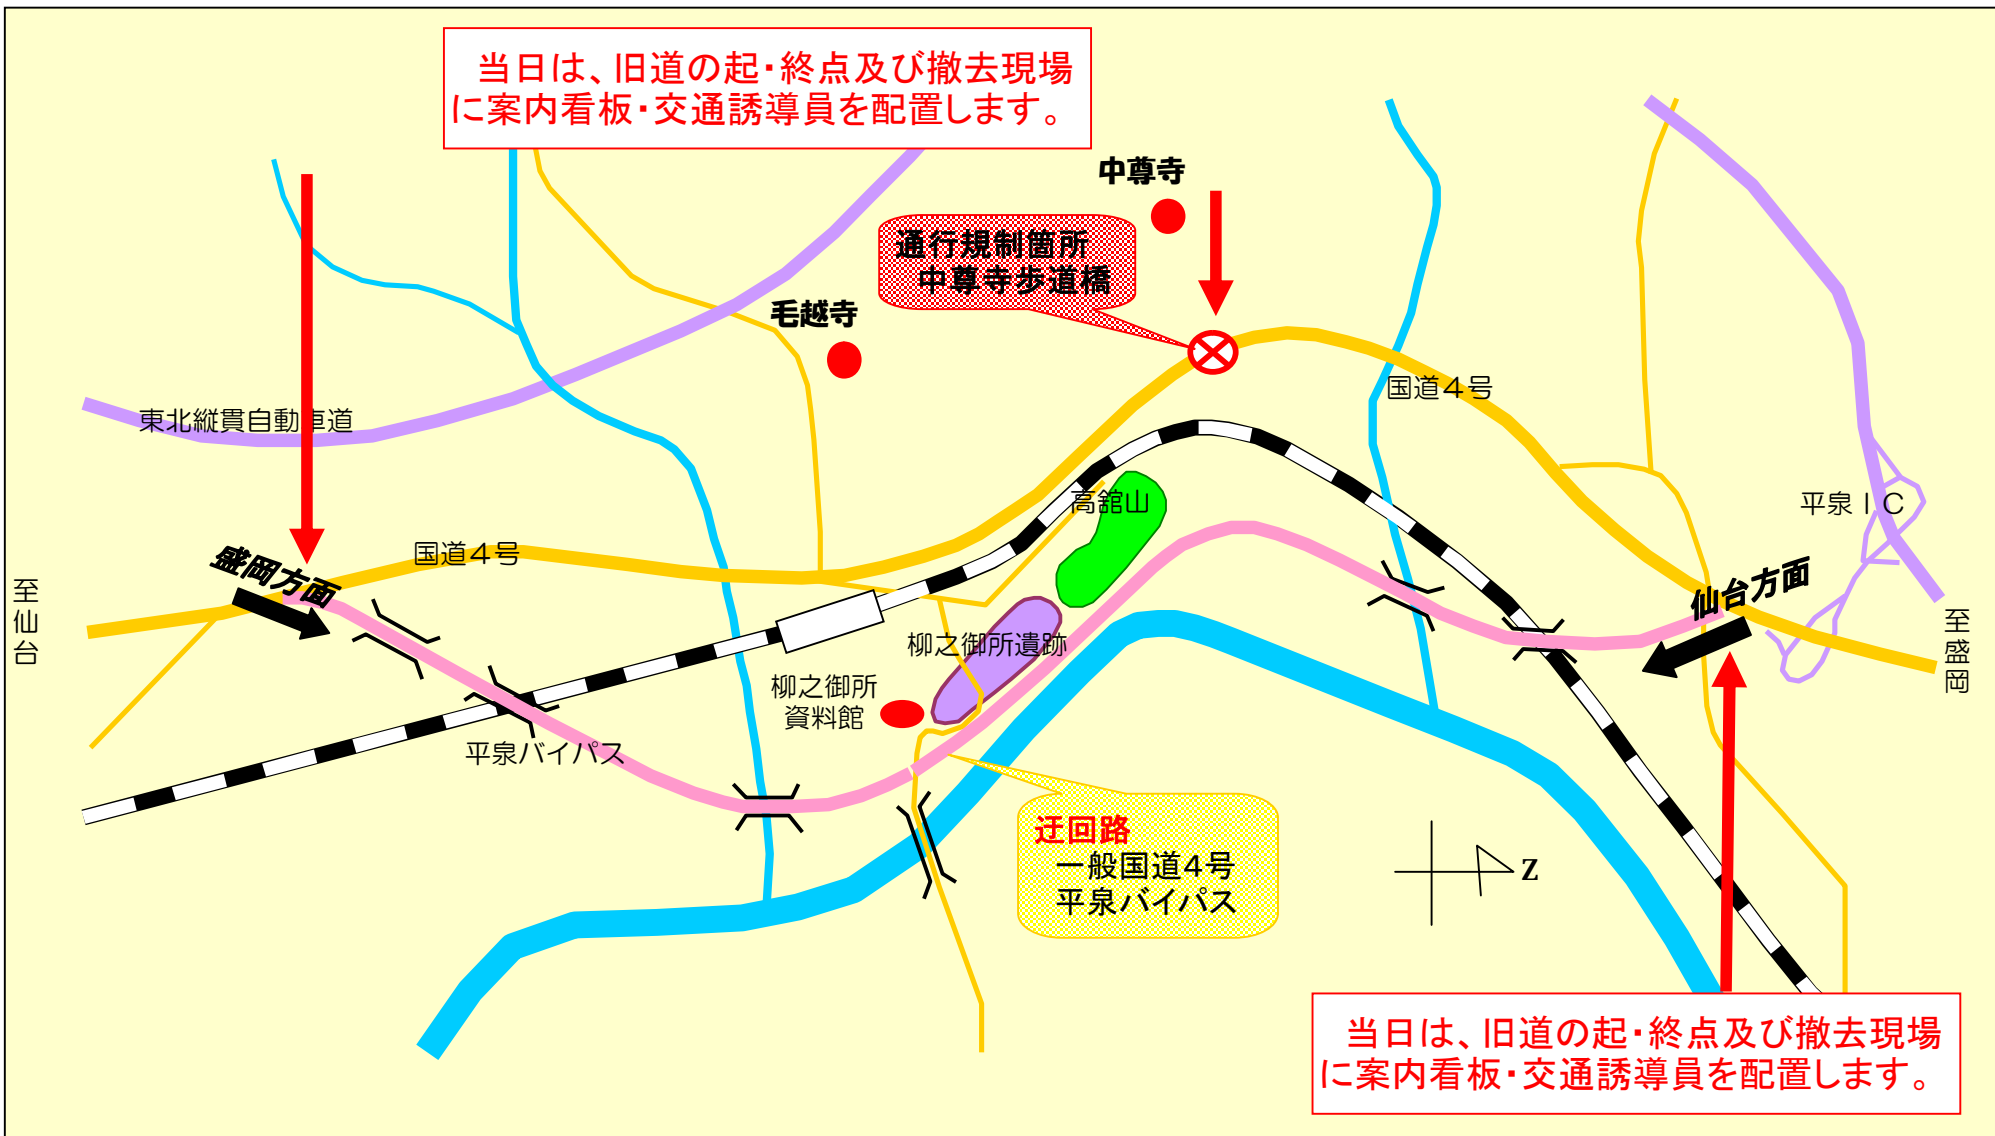 当日は、旧道の起・終点及び撤去現場
に案内看板・交通誘導員を配置します。
中尊寺
通行規制箇所
中尊寺歩道橋
毛越寺
国道４号
東北縦貫自動車道
高舘山
平泉ＩＣ
国道４号
盛岡方面
仙台方面
至仙台
至盛岡
柳之御所遺跡
柳之御所
資料館
平泉バイパス
迂回路
一般国道4号
平泉バイパス
Z
当日は、旧道の起・終点及び撤去現場
に案内看板・交通誘導員を配置します。